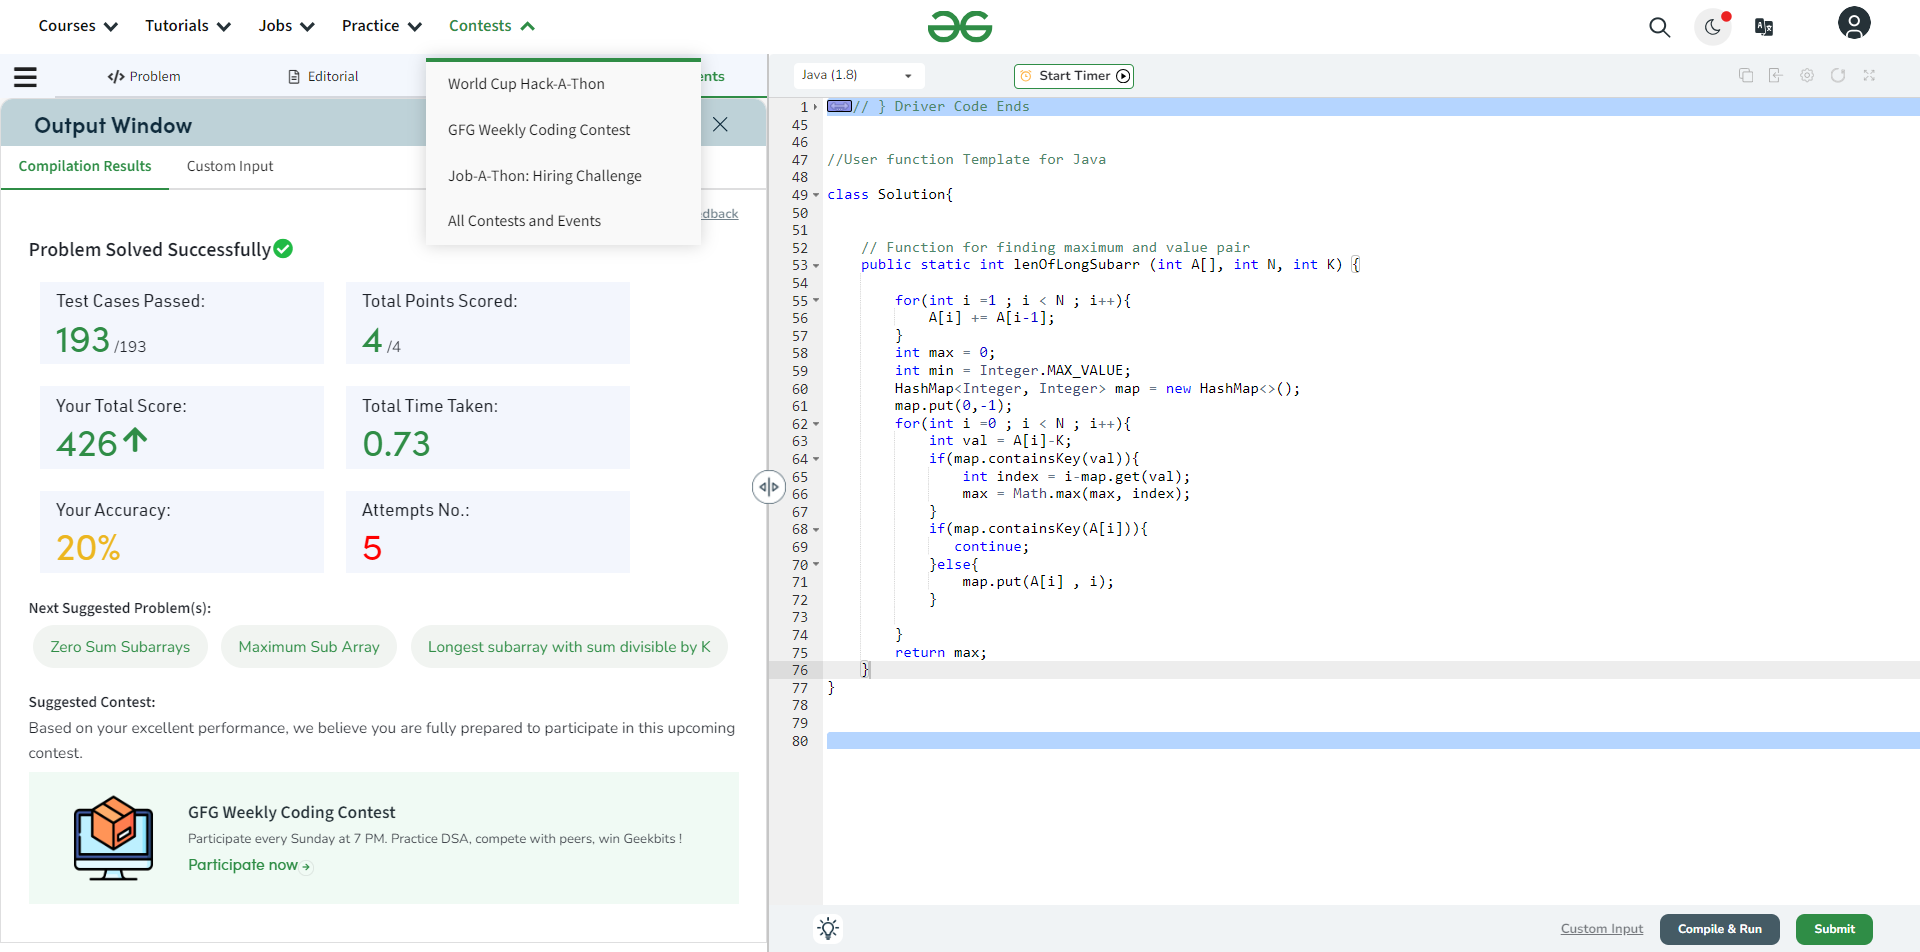 Courses Tutorials Jobs Practice Contests
World Cup Hack-A-Thon
GFG Weekly Coding Contest
Job-A-Thon: Hiring Challenge
All Contests and Events
</> Problem Editorial ents
Output Window
Compilation Results Custom Input
dback
Problem Solved Successfully
Test Cases Passed:
193 /193
Total Points Scored:
4 /4
Your Total Score:
426
Total Time Taken:
0.73
Your Accuracy:
20%
Attempts No.:
5
Next Suggested Problem(s):
Zero Sum Subarrays Maximum Sub Array Longest subarray with sum divisible by K
Suggested Contest:
Based on your excellent performance, we believe you are fully prepared to participate in this upcoming
contest.
GFG Weekly Coding Contest
Participate every Sunday at 7 PM. Practice DSA, compete with peers, win Geekbits !
Participate now
Java (1.8) Start Timer
1 // } Driver Code Ends
45
46
47 //User function Template for Java
48
49 class Solution{
50
51
52 // Function for finding maximum and value pair
53 public static int lenOfLongSubarr (int A[], int N, int K) {
54
55 for(int i =1 ; i < N ; i++){
56 A[i] += A[i-1];
57 }
58 int max = 0;
59 int min = Integer.MAX_VALUE;
60 HashMap<Integer, Integer> map = new HashMap<>();
61 map.put(0,-1);
62 for(int i =0 ; i < N ; i++){
63 int val = A[i]-K;
64 if(map.containsKey(val)){
65 int index = i-map.get(val);
66 max = Math.max(max, index);
67 }
68 if(map.containsKey(A[i])){
69 continue;
70 }else{
71 map.put(A[i] , i);
72 }
73
74 }
75 return max;
76 }
77 }
78
79
80
Custom Input Compile & Run Submit